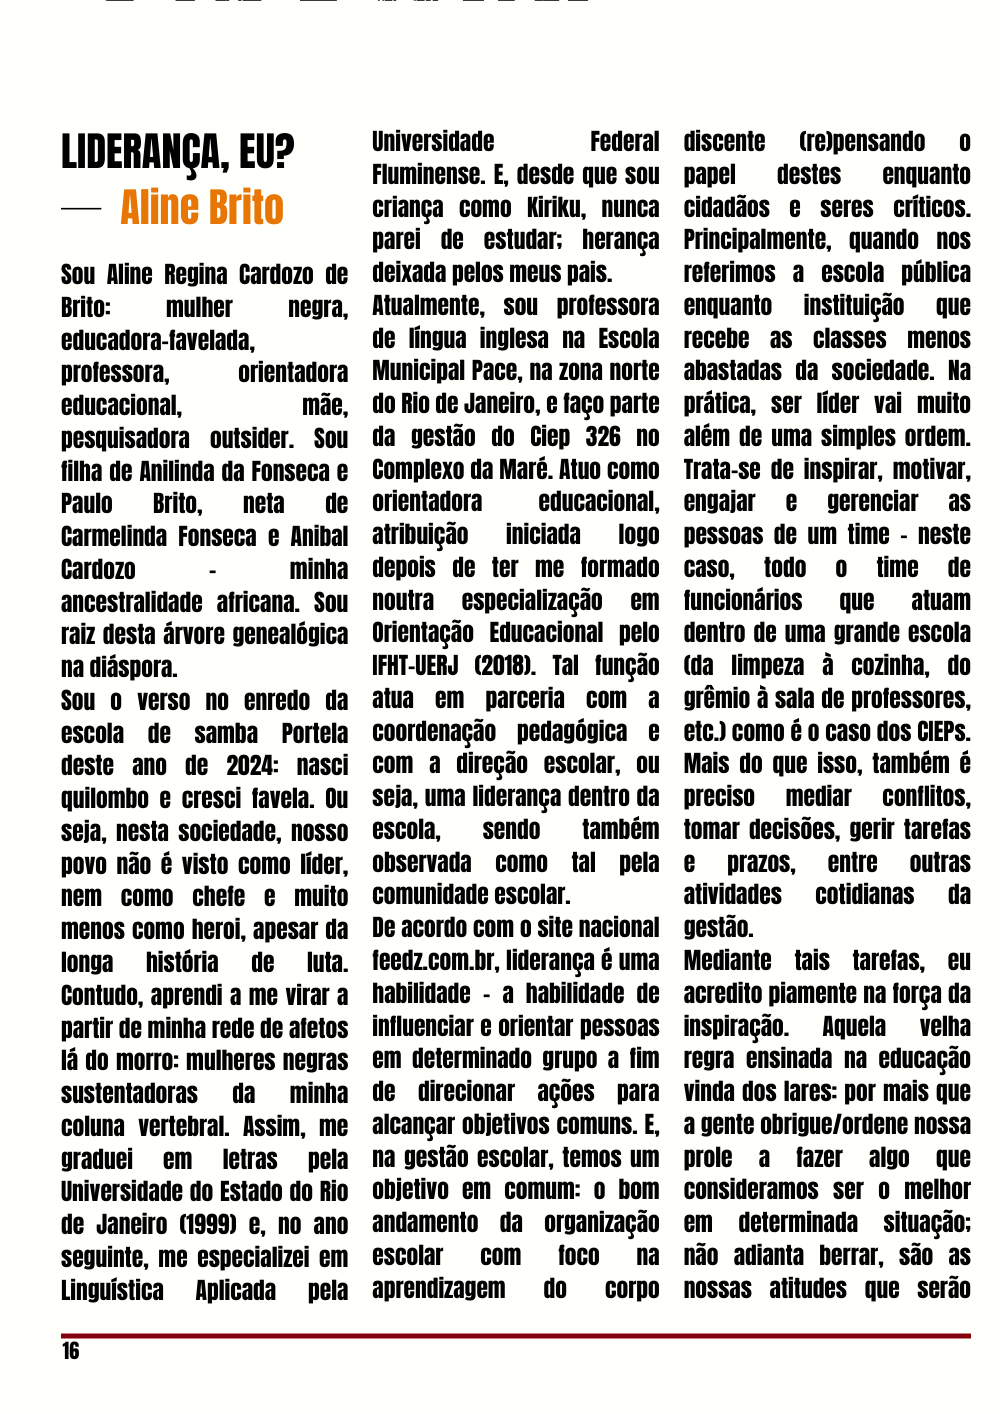 LIDERANÇA, EU?
— Aline Brito
Sou Aline Regina Cardozo de
Brito: mulher negra,
educadora-favelada,
professora, orientadora
educacional, mãe,
pesquisadora outsider. Sou
filha de Anilinda da Fonseca e
Paulo Brito, neta de
Carmelinda Fonseca e Anibal
Cardozo - minha
ancestralidade africana. Sou
raiz desta árvore genealógica
na diáspora.
Sou o verso no enredo da
escola de samba Portela
deste ano de 2024: nasci
quilombo e cresci favela. Ou
seja, nesta sociedade, nosso
povo não é visto como líder,
nem como chefe e muito
menos como heroi, apesar da
longa história de luta.
Contudo, aprendi a me virar a
partir de minha rede de afetos
lá do morro: mulheres negras
sustentadoras da minha
coluna vertebral. Assim, me
graduei em letras pela
Universidade do Estado do Rio
de Janeiro (1999) e, no ano
seguinte, me especializei em
Linguística Aplicada pela
Universidade Federal
Fluminense. E, desde que sou
criança como Kiriku, nunca
parei de estudar; herança
deixada pelos meus pais.
Atualmente, sou professora
de língua inglesa na Escola
Municipal Pace, na zona norte
do Rio de Janeiro, e faço parte
da gestão do Ciep 326 no
Complexo da Maré. Atuo como
orientadora educacional,
atribuição iniciada logo
depois de ter me formado
noutra especialização em
Orientação Educacional pelo
IFHT-UERJ (2018). Tal função
atua em parceria com a
coordenação pedagógica e
com a direção escolar, ou
seja, uma liderança dentro da
escola, sendo também
observada como tal pela
comunidade escolar.
De acordo com o site nacional
feedz.com.br, liderança é uma
habilidade - a habilidade de
influenciar e orientar pessoas
em determinado grupo a fim
de direcionar ações para
alcançar objetivos comuns. E,
na gestão escolar, temos um
objetivo em comum: o bom
andamento da organização
escolar com foco na
aprendizagem do corpo
discente (re)pensando o
papel destes enquanto
cidadãos e seres críticos.
Principalmente, quando nos
referimos a escola pública
enquanto instituição que
recebe as classes menos
abastadas da sociedade. Na
prática, ser líder vai muito
além de uma simples ordem.
Trata-se de inspirar, motivar,
engajar e gerenciar as
pessoas de um time - neste
caso, todo o time de
funcionários que atuam
dentro de uma grande escola
(da limpeza à cozinha, do
grêmio à sala de professores,
etc.) como é o caso dos CIEPs.
Mais do que isso, também é
preciso mediar conflitos,
tomar decisões, gerir tarefas
e prazos, entre outras
atividades cotidianas da
gestão.
Mediante tais tarefas, eu
acredito piamente na força da
inspiração. Aquela velha
regra ensinada na educação
vinda dos lares: por mais que
a gente obrigue/ordene nossa
prole a fazer algo que
consideramos ser o melhor
em determinada situação;
não adianta berrar, são as
nossas atitudes que serão
16